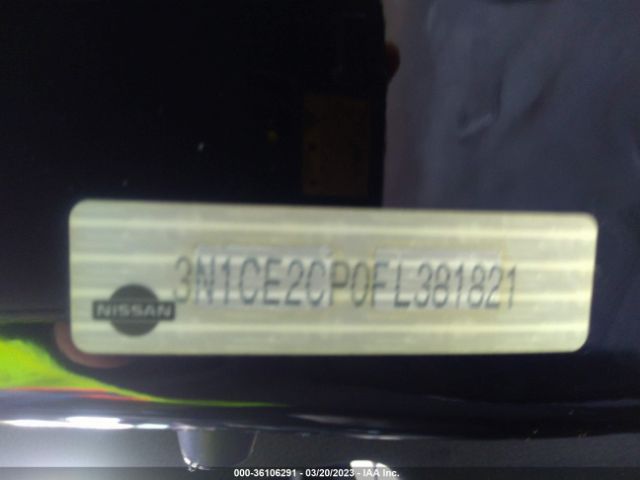 3N1CE2CP0FL381821
NISSAN
000-36106291 - 03/20/2023 - IAA Inc.